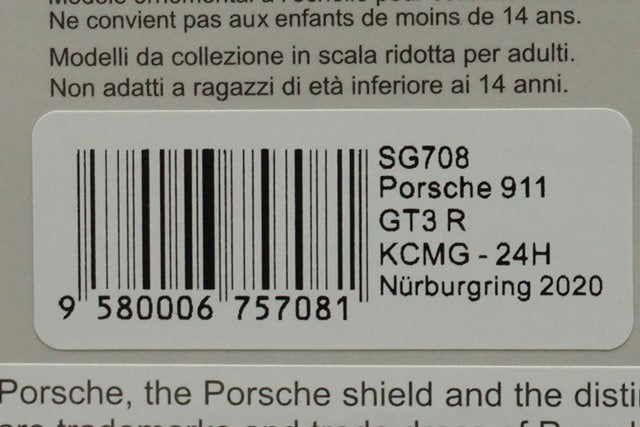 Ne convient pas aux enfants de moins de 14 ans.
Modelli da collezione in scala ridotta per adulti.
Non adatti a ragazzi di età inferiore ai 14 anni.
SG708
Porsche 911
GT3 R
KCMG - 24H
Nürburgring 2020
9 580006 757081
Porsche, the Porsche shield and the